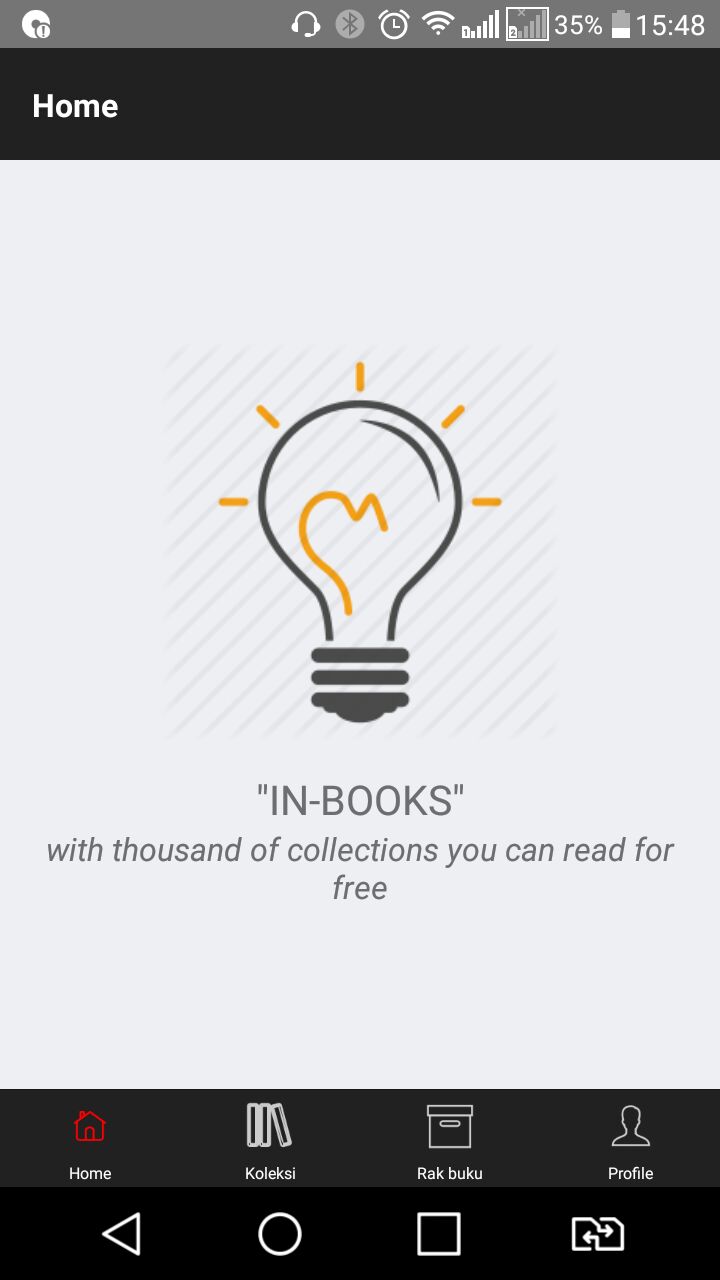 35% 15:48
Home
"IN-BOOKS"
with thousand of collections you can read for
free
Home Koleksi Rak buku Profile